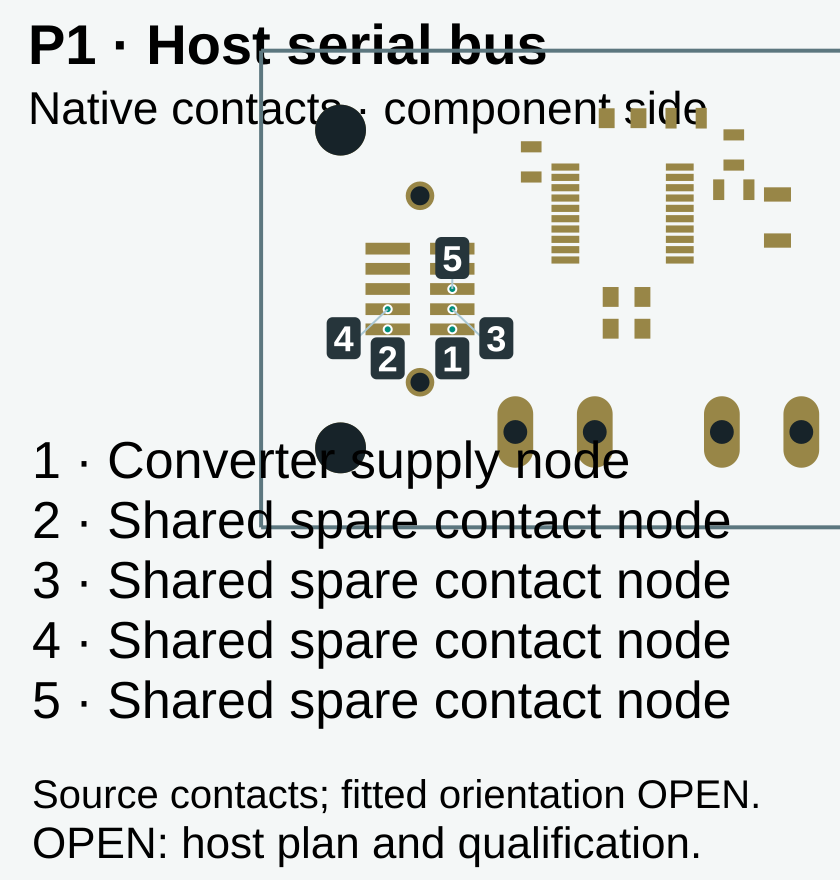 P1 · Host serial bus
Native contacts · component side
5
4
3
2
1
1 · Converter supply node
2 · Shared spare contact node
3 · Shared spare contact node
4 · Shared spare contact node
5 · Shared spare contact node
Source contacts; fitted orientation OPEN.
OPEN: host plan and qualification.